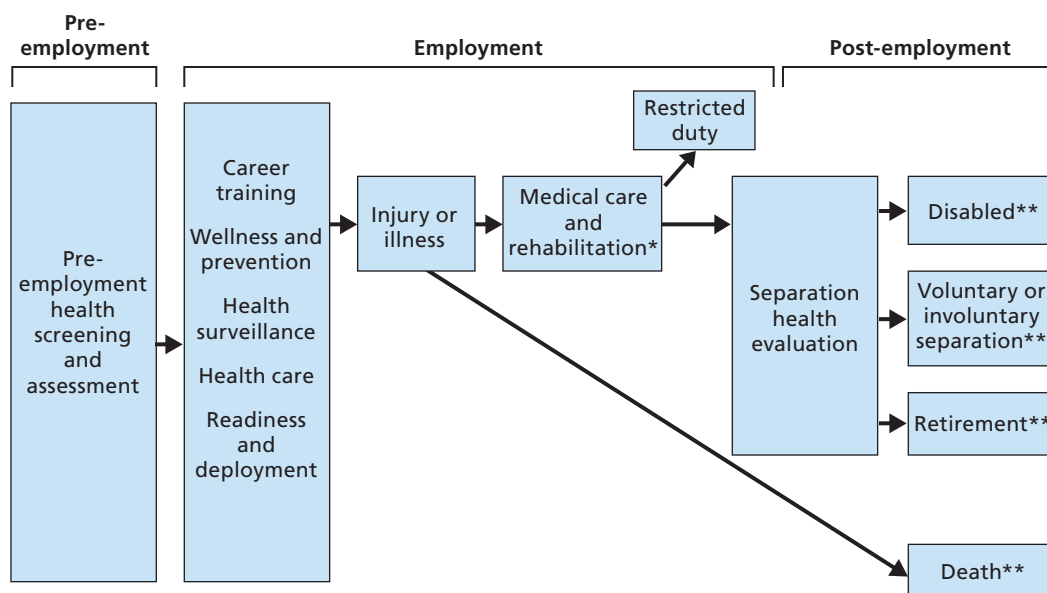 Pre-
employment
Employment
Post-employment
Pre-
employment
health
screening
and
assessment
Career
training
Wellness and
prevention
Health
surveillance
Health care
Readiness
and
deployment
Injury or
illness
Medical care
and
rehabilitation*
Restricted
duty
Separation
health
evaluation
Disabled**
Voluntary or
involuntary
separation**
Retirement**
Death**